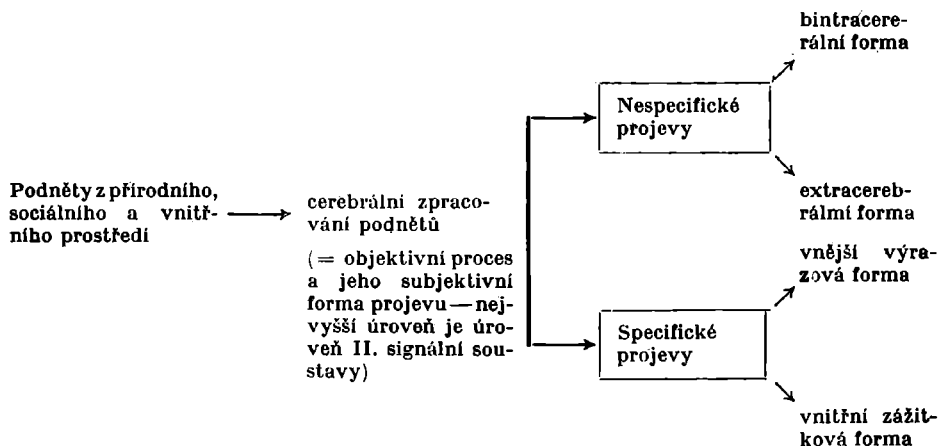 Podněty z přírodního,
sociálního a vnitř-
ního prostředí
cerebrální zpraco-
vání podnětů
(= objektivní proces
a jeho subjektivní
forma projevu—nej-
vyšší úroveň je úro-
veň II. signální sou-
stavy)
Nespecifické
projevy
bintracere-
rální forma
extracereb-
rálmí forma
Specifické
projevy
vnější výra-
zová forma
vnitřní zážit-
ková forma